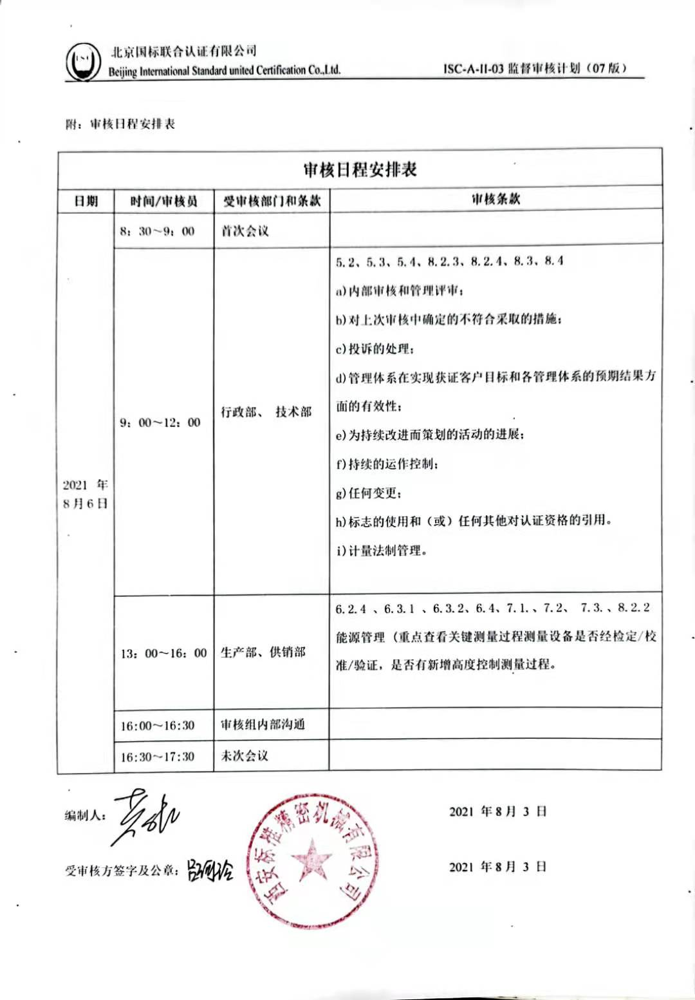 北京国标联合认证有限公司
Beijing International Standard united Certification Co.,Ltd.
ISC-A-II-03 监督审核计划（07 版）
附：审核日程安排表
审核日程安排表
日期 时间/审核员 受审核部门和条款 审核条款
8：30～9：00 首次会议
2021 年
8 月 6 日
9：00～12：00 行政部、 技术部
5.2、5.3、5.4、8.2.3、8.2.4、8.3、8.4
a)内部审核和管理评审；
b)对上次审核中确定的不符合采取的措施；
c)投诉的处理；
d)管理体系在实现获证客户目标和各管理体系的预期结果方
面的有效性；
e)为持续改进而策划的活动的进展；
f)持续的运作控制；
g)任何变更；
h)标志的使用和（或）任何其他对认证资格的引用。
i)计量法制管理。
13：00～16：00 生产部、供销部
6.2.4 、6.3.1 、6.3.2、6.4、7.1.、7.2、 7.3.、8.2.2
能源管理（重点查看关键测量过程测量设备是否经检定/校
准/验证，是否有新增高度控制测量过程。
16:00～16:30 审核组内部沟通
16:30～17:30 末次会议
编制人：
2021 年 8 月 3 日
受审核方签字及公章：
2021 年 8 月 3 日
西安标准精密机械有限公司